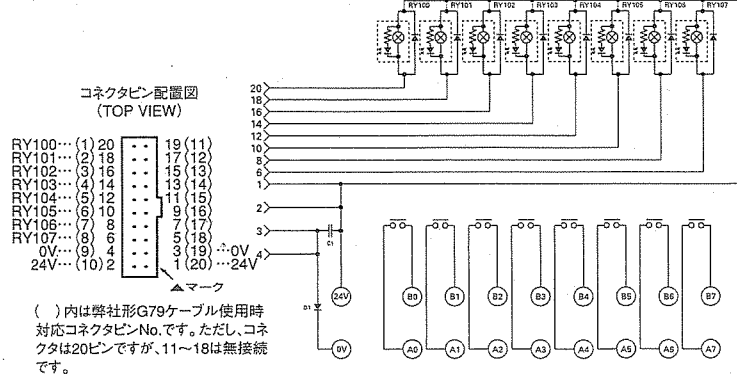 RY100 RY101 RY102 RY103 RY104 RY105 RY106 RY107
コネクタピン配置図
(TOP VIEW)
RY100…(1) 20 19 (11)
RY101…(2) 18 17 (12)
RY102…(3) 16 15 (13)
RY103…(4) 14 13 (14)
RY104…(5) 12 11 (15)
RY105…(6) 10 9 (16)
RY106…(7) 8 7 (17)
RY107…(8) 6 5 (18)
0V…(9) 4 3 (19)…0V
24V…(10) 2 1 (20)…24V
▲マーク
( )内は弊社形G79ケーブル使用時
対応コネクタピンNo.です。ただし、コネ
クタは20ピンですが、11～18は無接続
です。
20
18
16
14
12
10
8
6
1
2
3
4
C1
D1
24V B0 B1 B2 B3 B4 B5 B6 B7
0V A0 A1 A2 A3 A4 A5 A6 A7